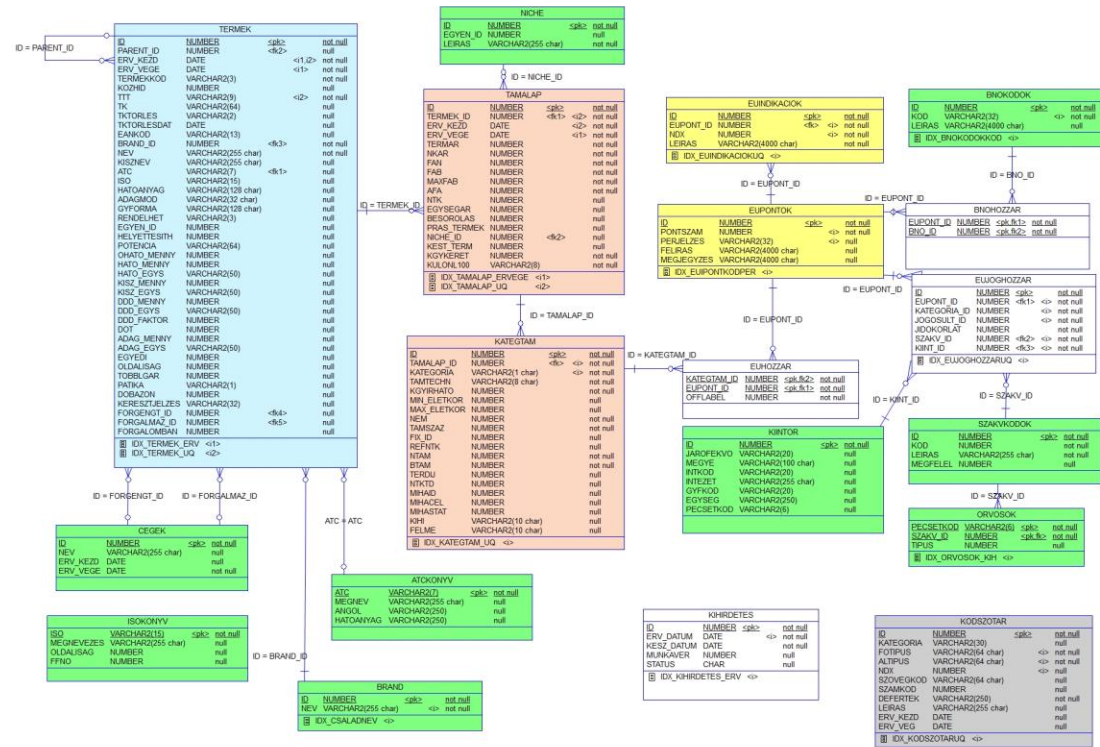 TERMEK
ID NUMBER <pk> not null
PARENT_ID NUMBER <fk2> null
ERV_KEZD DATE <i1,i2> not null
ERV_VEGE DATE <i1> not null
TERMEKKOD VARCHAR2(3) not null
KOZHID NUMBER null
TTT VARCHAR2(9) <i2> not null
TK VARCHAR2(64) null
TKTORLES VARCHAR2(2) null
TKTORLESDAT DATE null
EANKOD VARCHAR2(13) null
BRAND_ID NUMBER <fk3> not null
NEV VARCHAR2(255 char) not null
KISZNEV VARCHAR2(255 char) null
ATC VARCHAR2(7) <fk1> null
ISO VARCHAR2(15) null
HATOANYAG VARCHAR2(128 char) null
ADAGMOD VARCHAR2(32 char) null
GYFORMA VARCHAR2(128 char) null
RENDELHET VARCHAR2(3) null
EGYEN_ID NUMBER null
HELYETTESITH NUMBER null
POTENCIA VARCHAR2(64) null
OHATO_MENNY NUMBER null
HATO_MENNY NUMBER null
HATO_EGYS VARCHAR2(50) null
KISZ_MENNY NUMBER null
KISZ_EGYS VARCHAR2(50) null
DDD_MENNY NUMBER null
DDD_EGYS VARCHAR2(50) null
DDD_FAKTOR NUMBER null
DOT NUMBER null
ADAG_MENNY NUMBER null
ADAG_EGYS VARCHAR2(50) null
EGYEDI NUMBER null
OLDALISAG NUMBER null
TOBBLGAR NUMBER null
PATIKA VARCHAR2(1) null
DOBAZON NUMBER null
KERESZTJELZES VARCHAR2(32) null
FORGENGT_ID NUMBER <fk4> null
FORGALMAZ_ID NUMBER <fk5> null
FORGALOMBAN NUMBER null
IDX_TERMEK_ERV <i1>
IDX_TERMEK_UQ <i2>
ID = PARENT_ID
NICHE
ID NUMBER <pk> not null
EGYEN_ID NUMBER null
LEIRAS VARCHAR2(255 char) null
ID = NICHE_ID
TAMALAP
ID NUMBER <pk> not null
TERMEK_ID NUMBER <fk1> <i2> not null
ERV_KEZD DATE <i2> not null
ERV_VEGE DATE <i1> not null
TERMAR NUMBER not null
NKAR NUMBER not null
FAN NUMBER not null
FAB NUMBER not null
MAXFAB NUMBER not null
AFA NUMBER not null
NTK NUMBER null
EGYSEGAR NUMBER null
BESOROLAS NUMBER null
PRAS_TERMEK NUMBER null
NICHE_ID NUMBER <fk2> null
KEST_TERM NUMBER null
KGYKERET NUMBER not null
KULONL100 VARCHAR2(8) not null
IDX_TAMALAP_ERVEGE <i1>
IDX_TAMALAP_UQ <i2>
ID = TERMEK_ID
ID = TAMALAP_ID
KATEGTAM
ID NUMBER <pk> not null
TAMALAP_ID NUMBER <fk> <i> not null
KATEGORIA VARCHAR2(1 char) <i> not null
TAMTECHN VARCHAR2(8 char) not null
KGYIRHATO NUMBER not null
MIN_ELETKOR NUMBER null
MAX_ELETKOR NUMBER null
NEM NUMBER not null
TAMSZAZ NUMBER not null
FIX_ID NUMBER null
REFNTK NUMBER null
NTAM NUMBER not null
BTAM NUMBER not null
TERDIJ NUMBER null
NTKTD NUMBER null
MIHAID NUMBER null
MIHACEL NUMBER null
MIHASTAT NUMBER null
KIHI VARCHAR2(10 char) null
FELME VARCHAR2(10 char) null
IDX_KATEGTAM_UQ <i>
EUINDIKACIOK
ID NUMBER <pk> not null
EUPONT_ID NUMBER <fk> <i> not null
NDX NUMBER <i> not null
LEIRAS VARCHAR2(4000 char) not null
IDX_EUINDIKACIOKUQ <i>
ID = EUPONT_ID
EUPONTOK
ID NUMBER <pk> not null
PONTSZAM NUMBER <i> not null
PERJELZES VARCHAR2(32) <i> not null
FELIRAS VARCHAR2(4000 char) null
MEGJEGYZES VARCHAR2(4000 char) null
IDX_EUIPONTKODPER <i>
ID = EUPONT_ID
ID = EUPONT_ID
ID = EUPONT_ID
BNOKODOK
ID NUMBER <pk> not null
KOD VARCHAR2(32) <i> not null
LEIRAS VARCHAR2(4000 char) null
IDX_BNOKODOKKOD <i>
ID = BNO_ID
BNOHOZZAR
EUPONT_ID NUMBER <pk,fk1> not null
BNO_ID NUMBER <pk,fk2> not null
EUJOGHOZZAR
ID NUMBER <pk> not null
EUPONT_ID NUMBER <fk1> <i> not null
KATEGORIA_ID NUMBER <i> not null
JOGOSULT_ID NUMBER <i> not null
JIDOKORLAT NUMBER not null
SZAKV_ID NUMBER <fk2> <i> not null
KIINT_ID NUMBER <fk3> <i> not null
IDX_EUJOGHOZZARUQ <i>
ID = KATEGTAM_ID
EUHOZZAR
KATEGTAM_ID NUMBER <pk,fk2> not null
EUPONT_ID NUMBER <pk,fk1> not null
OFFLABEL NUMBER null
ID = KIINT_ID
ID = SZAKV_ID
KIINTOR
ID NUMBER <pk> not null
JAROFEKVO VARCHAR2(20) null
MEGYE VARCHAR2(100 char) null
INTKOD VARCHAR2(20) null
INTEZET VARCHAR2(255 char) null
GYFKOD VARCHAR2(20) null
EGYSEG VARCHAR2(250) null
PECSETKOD VARCHAR2(6) null
SZAKVKODOK
ID NUMBER <pk> not null
KOD NUMBER not null
LEIRAS VARCHAR2(255 char) not null
MEGFELEL NUMBER null
ID = SZAKV_ID
ORVOSOK
PECSETKOD VARCHAR2(6) <pk> not null
SZAKV_ID NUMBER <pk,fk> not null
TIPUS NUMBER null
IDX_ORVOSOK_KIH <i>
ID = FORGENGT_ID
ID = FORGALMAZ_ID
ATC = ATC
CEGEK
ID NUMBER <pk> not null
NEV VARCHAR2(255 char) null
ERV_KEZD DATE null
ERV_VEGE DATE not null
ATCKONYV
ATC VARCHAR2(7) <pk> not null
MEGNEV VARCHAR2(255 char) null
ANGOL VARCHAR2(250) null
HATOANYAG VARCHAR2(250) null
ISOKONYV
ISO VARCHAR2(15) <pk> not null
MEGNEVEZES VARCHAR2(255 char) null
OLDALISAG NUMBER null
FFNO NUMBER null
ID = BRAND_ID
BRAND
ID NUMBER <pk> not null
NEV VARCHAR2(255 char) <i> not null
IDX_CSALADNEV <i>
KIHIRDETES
ID NUMBER <pk> not null
ERV_DATUM DATE <i> not null
KESZ_DATUM DATE not null
MUNKAVER NUMBER null
STATUS CHAR null
IDX_KIHIRDETES_ERV <i>
KODSZOTAR
ID NUMBER <pk> not null
KATEGORIA VARCHAR2(30) null
FOTIPUS VARCHAR2(64 char) <i> not null
ALTIPUS VARCHAR2(64 char) <i> not null
NDX NUMBER <i> not null
SZOVEGKOD VARCHAR2(64 char) null
SZAMKOD NUMBER null
DEFERTEK VARCHAR2(250) not null
LEIRAS VARCHAR2(255 char) null
ERV_KEZD DATE null
ERV_VEG DATE null
IDX_KODSZOTARUQ <i>